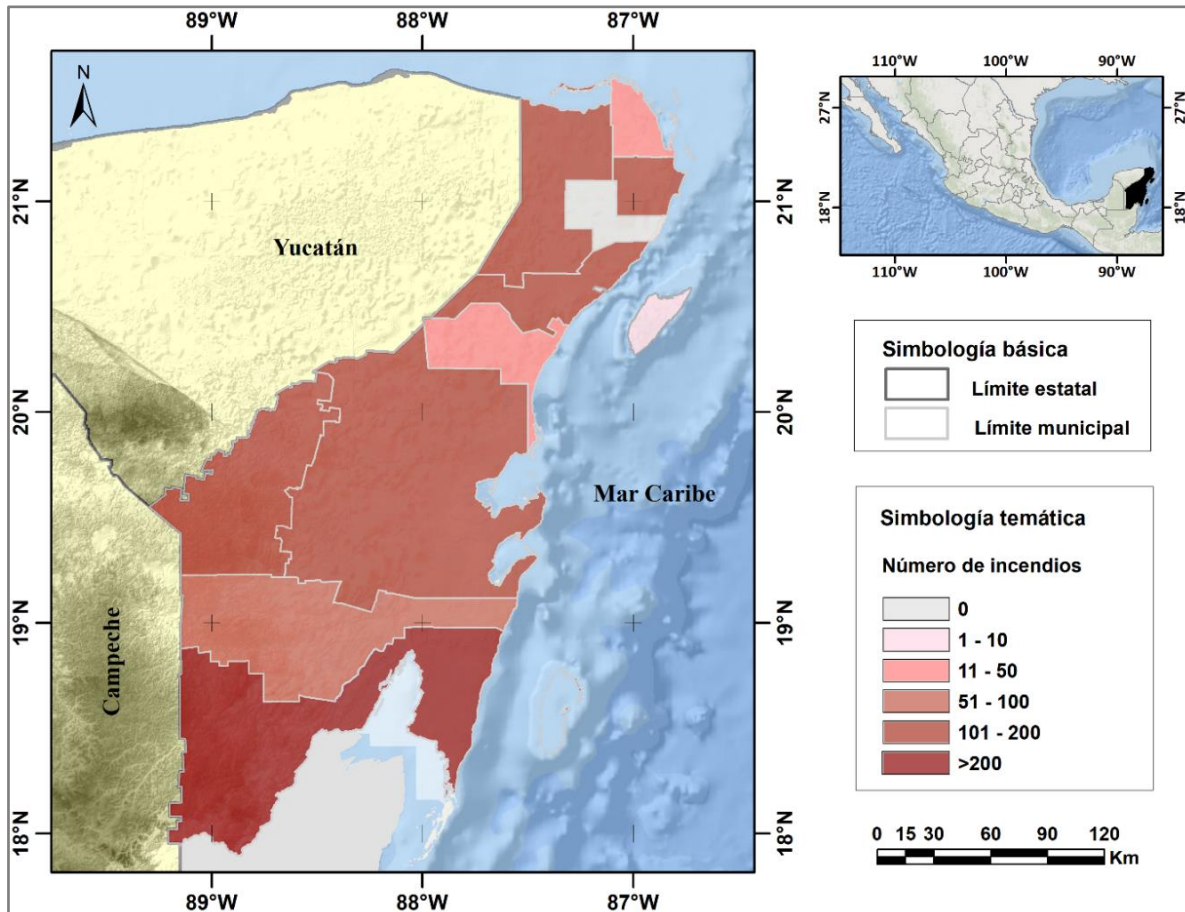 89°W 88°W 87°W
N
21°N
20°N
19°N
18°N
Yucatán
Campeche
Mar Caribe
21°N
20°N
19°N
18°N
89°W 88°W 87°W
110°W 100°W 90°W
27°N
18°N
27°N
18°N
110°W 100°W 90°W
Simbología básica
Límite estatal
Límite municipal
Simbología temática
Número de incendios
0
1 - 10
11 - 50
51 - 100
101 - 200
>200
0 15 30 60 90 120
Km